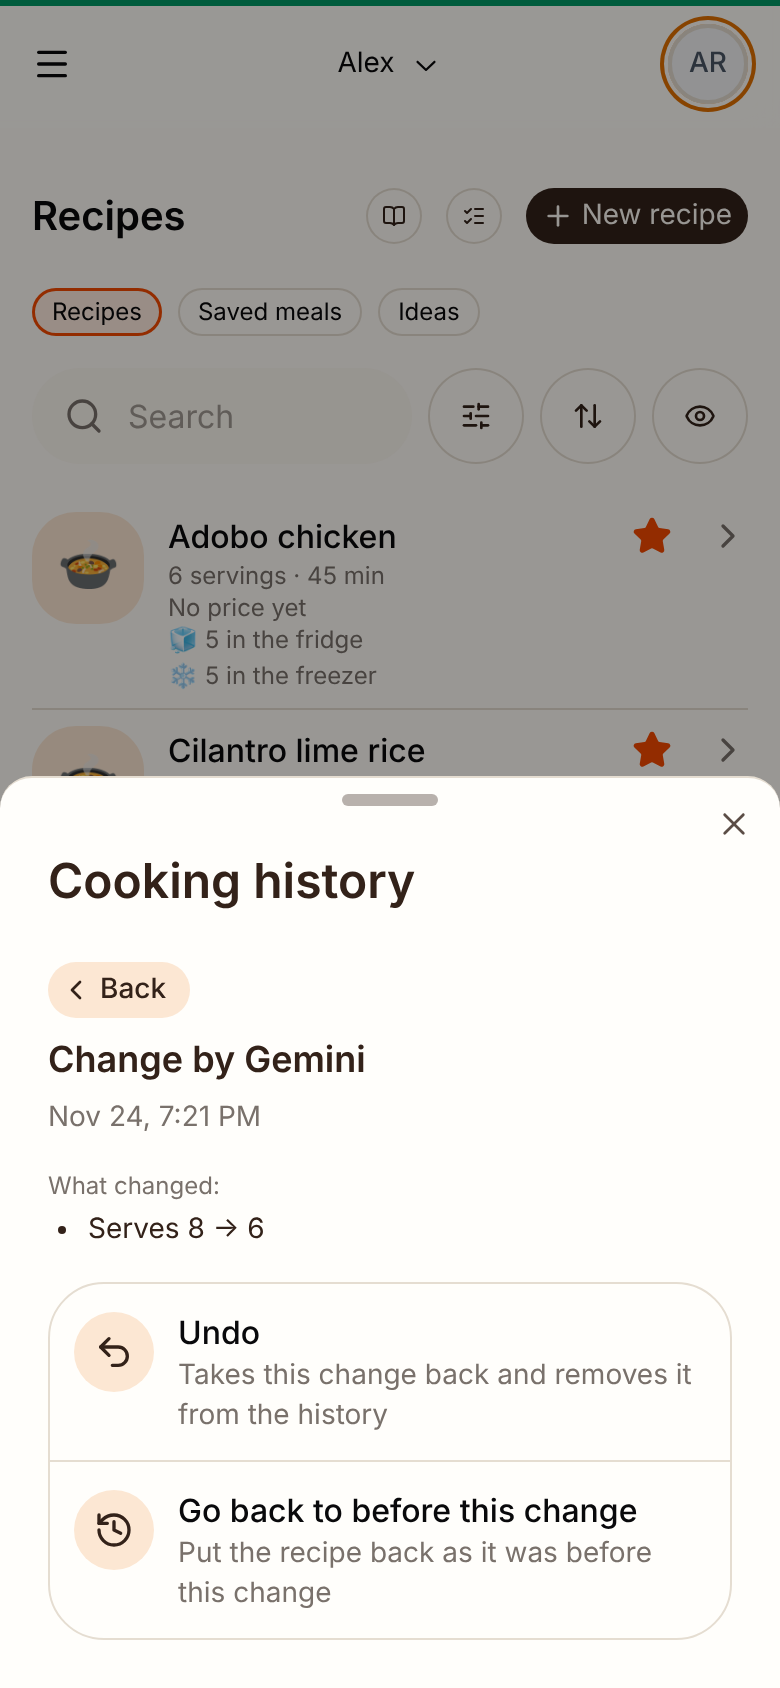 Alex
AR
Recipes
New recipe
Recipes
Saved meals
Ideas
Search
Adobo chicken
6 servings · 45 min
No price yet
5 in the fridge
5 in the freezer
Cilantro lime rice
Cooking history
Back
Change by Gemini
Nov 24, 7:21 PM
What changed:
• Serves 8 → 6
Undo
Takes this change back and removes it
from the history
Go back to before this change
Put the recipe back as it was before
this change